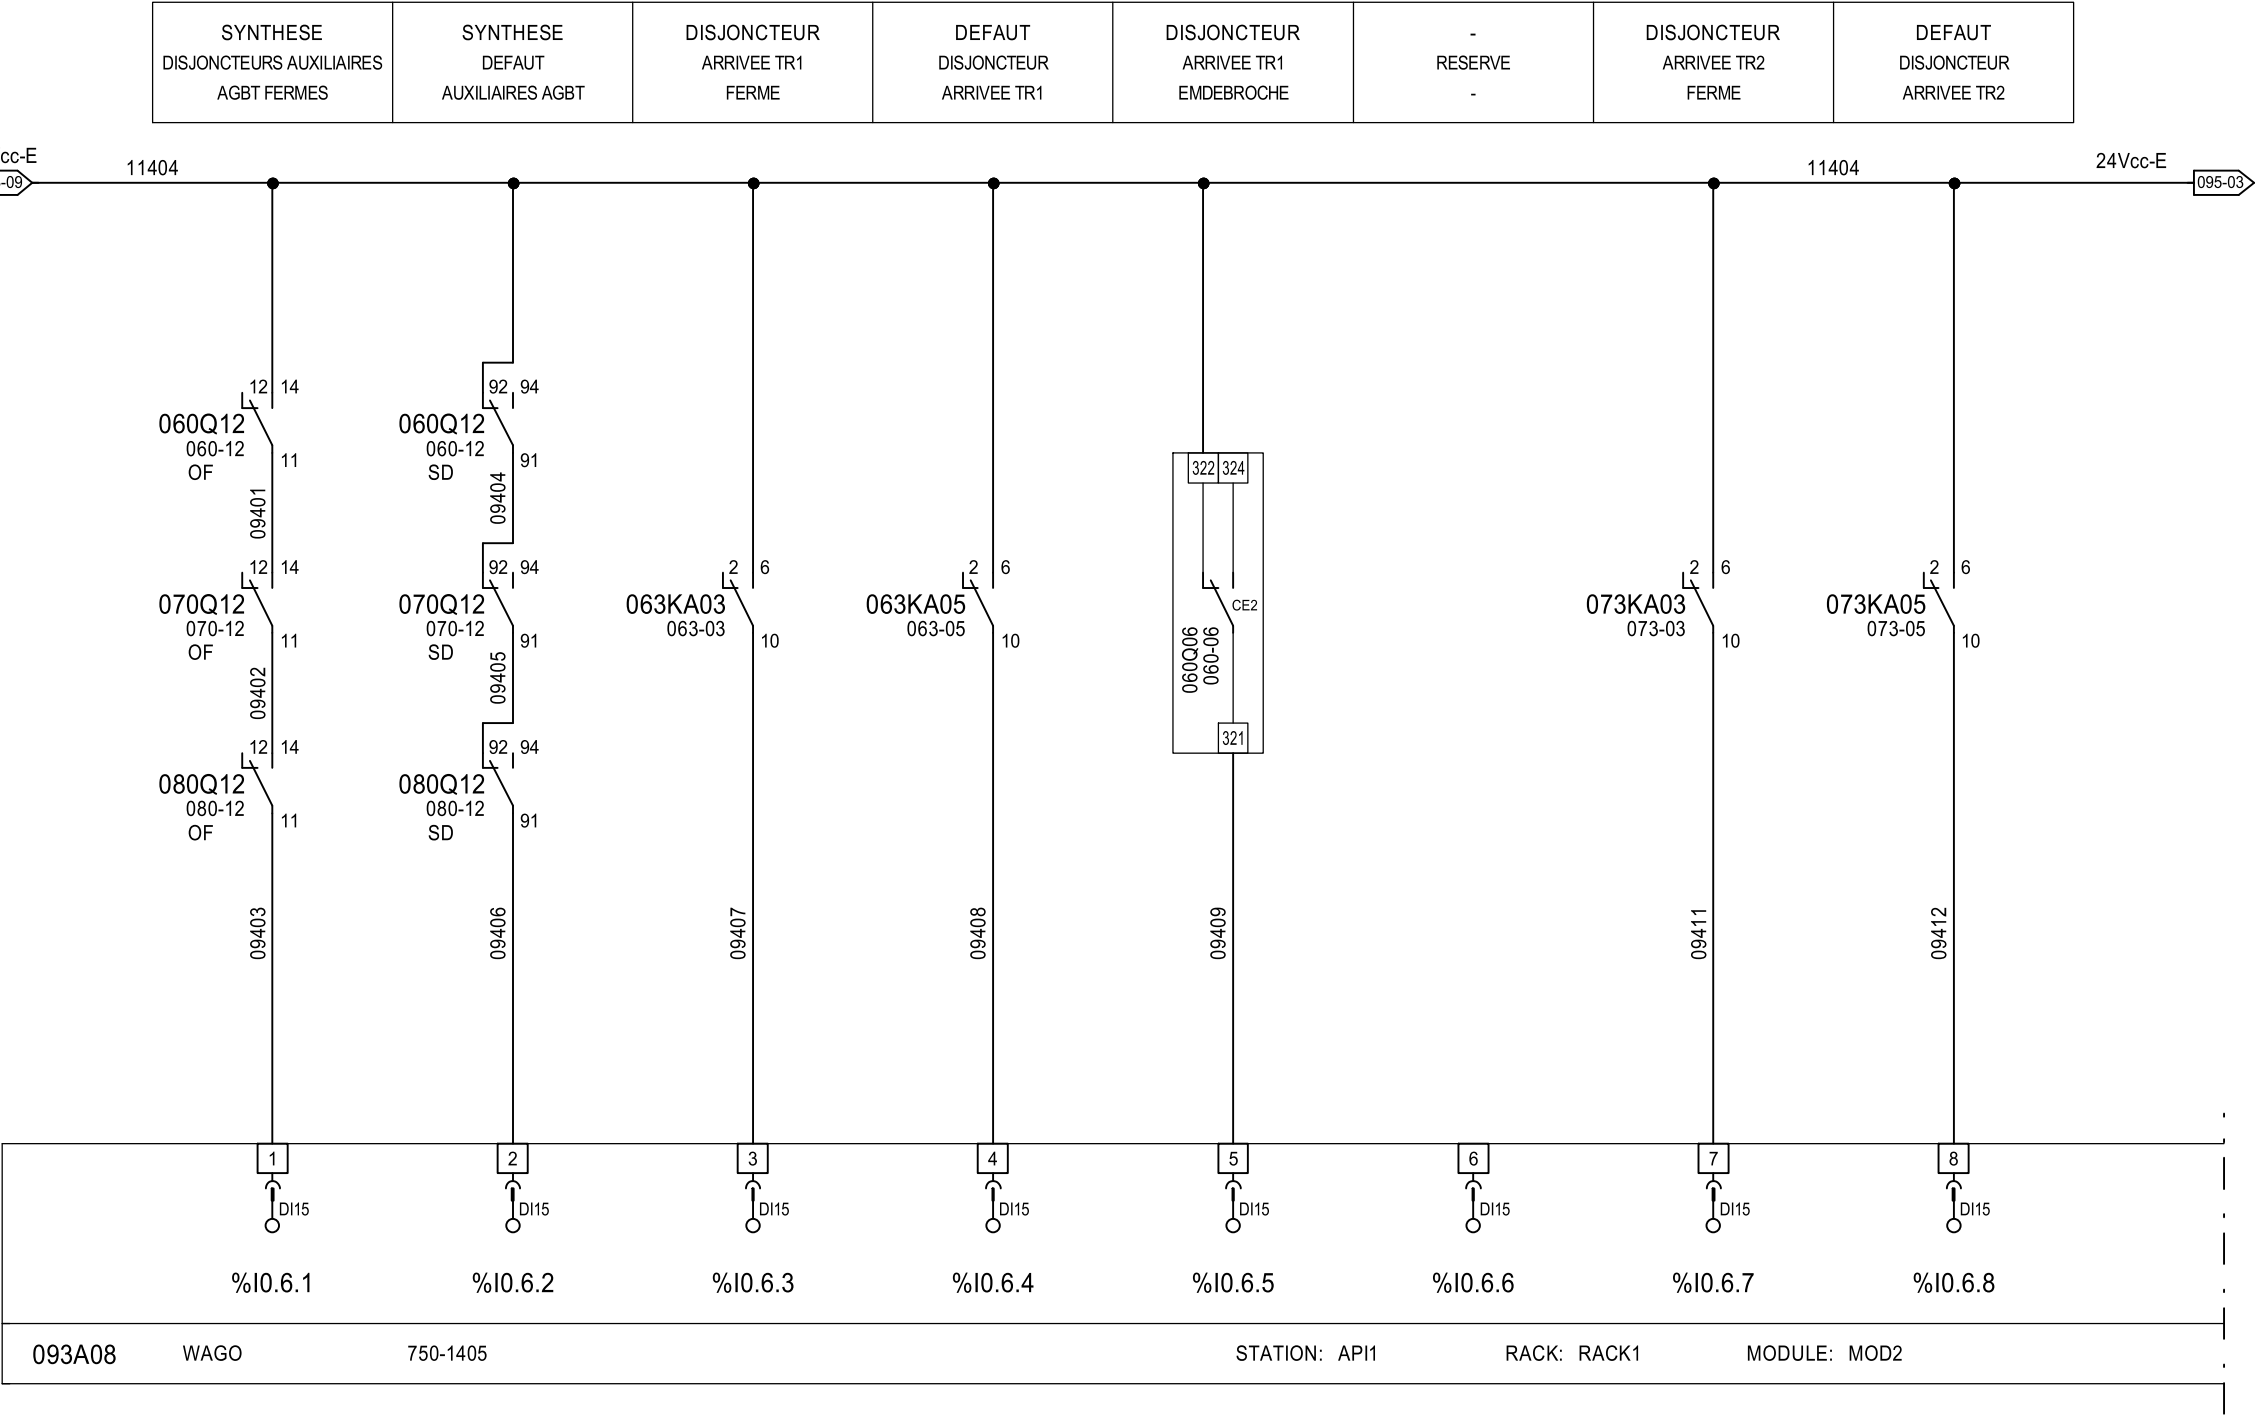 SYNTHESE
DISJONCTEURS AUXILIAIRES
AGBT FERMES
SYNTHESE
DEFAUT
AUXILIAIRES AGBT
DISJONCTEUR
ARRIVEE TR1
FERME
DEFAUT
DISJONCTEUR
ARRIVEE TR1
DISJONCTEUR
ARRIVEE TR1
EMDEBROCHE
-
RESERVE
-
DISJONCTEUR
ARRIVEE TR2
FERME
DEFAUT
DISJONCTEUR
ARRIVEE TR2
cc-E
-09
11404
11404
24Vcc-E
095-03
12 14
060Q12
060-12
OF
11
09401
12 14
070Q12
070-12
OF
11
09402
12 14
080Q12
080-12
OF
11
09403
92 94
060Q12
060-12
SD
91
09404
92 94
070Q12
070-12
SD
91
09405
92 94
080Q12
080-12
SD
91
09406
2 6
063KA03
063-03
10
09407
2 6
063KA05
063-05
10
09408
322 324
CE2
060Q06
060-06
321
09409
2 6
073KA03
073-03
10
09411
2 6
073KA05
073-05
10
09412
1 2 3 4 5 6 7 8
DI15 DI15 DI15 DI15 DI15 DI15 DI15 DI15
%I0.6.1 %I0.6.2 %I0.6.3 %I0.6.4 %I0.6.5 %I0.6.6 %I0.6.7 %I0.6.8
093A08 WAGO 750-1405 STATION: API1 RACK: RACK1 MODULE: MOD2